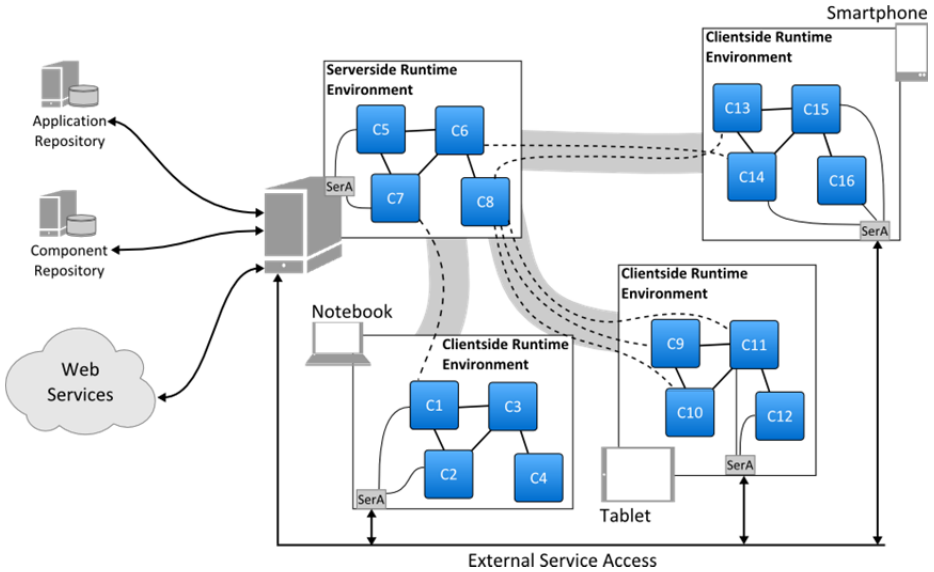 Smartphone
Clientside Runtime
Environment
C13
C15
C14
C16
SerA
Serverside Runtime
Environment
C5
C6
C7
C8
SerA
Application
Repository
Component
Repository
Web
Services
Notebook
Clientside Runtime
Environment
C1
C3
C2
C4
SerA
Clientside Runtime
Environment
C9
C11
C10
C12
SerA
Tablet
External Service Access